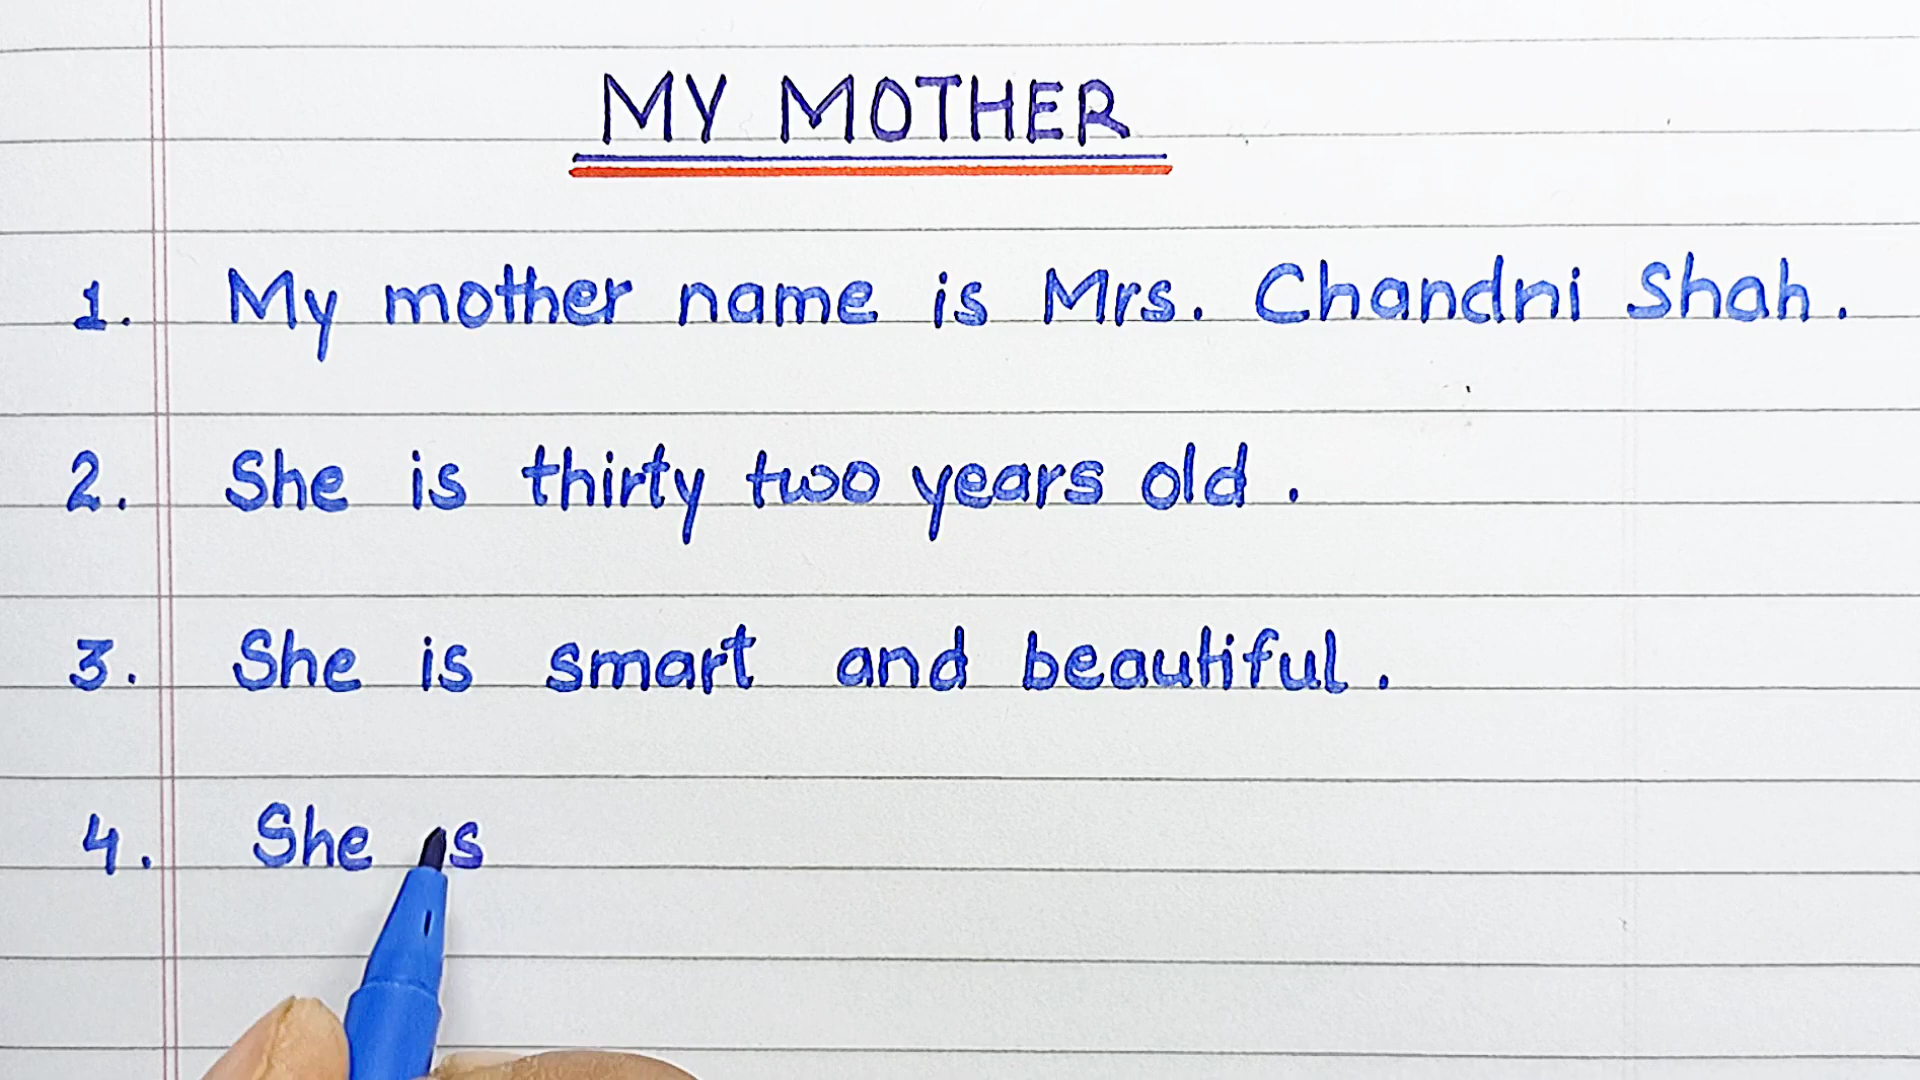 MY MOTHER
1. My mother name is Mrs. Chandni Shah.
2. She is thirty two years old.
3. She is smart and beautiful.
4. She is